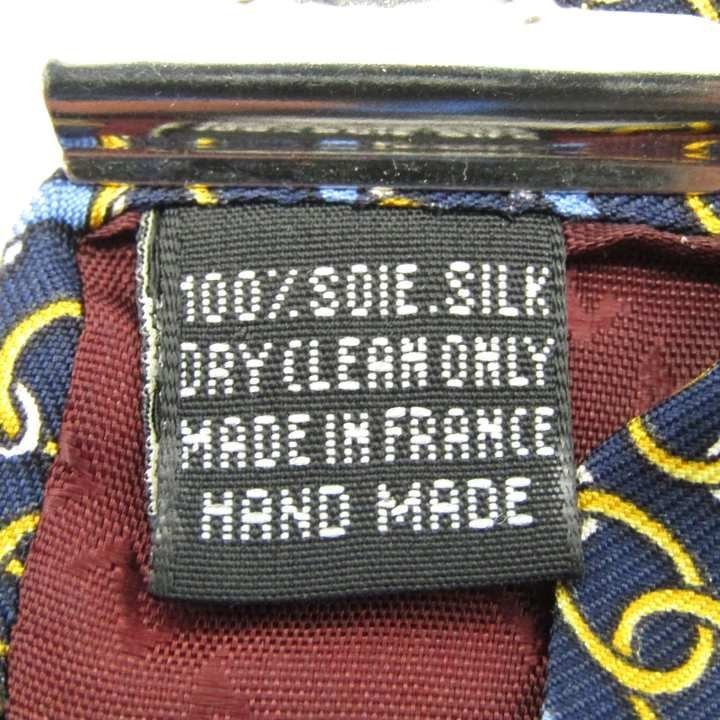 100% SOIE.SILK
DRY CLEAN ONLY
MADE IN FRANCE
HAND MADE